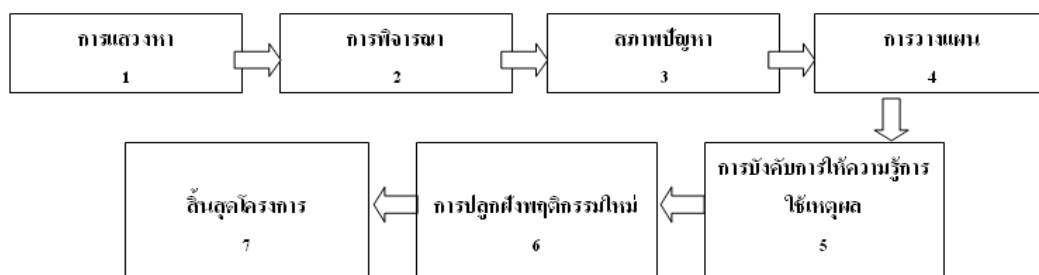 การแสวงหา
1
การพิจารณา
2
สภาพปัญหา
3
การวางแผน
4
การบังคับการให้ความรู้การ
ใช้เหตุผล
5
การปลูกฝังพฤติกรรมใหม่
6
สิ้นสุดโครงการ
7